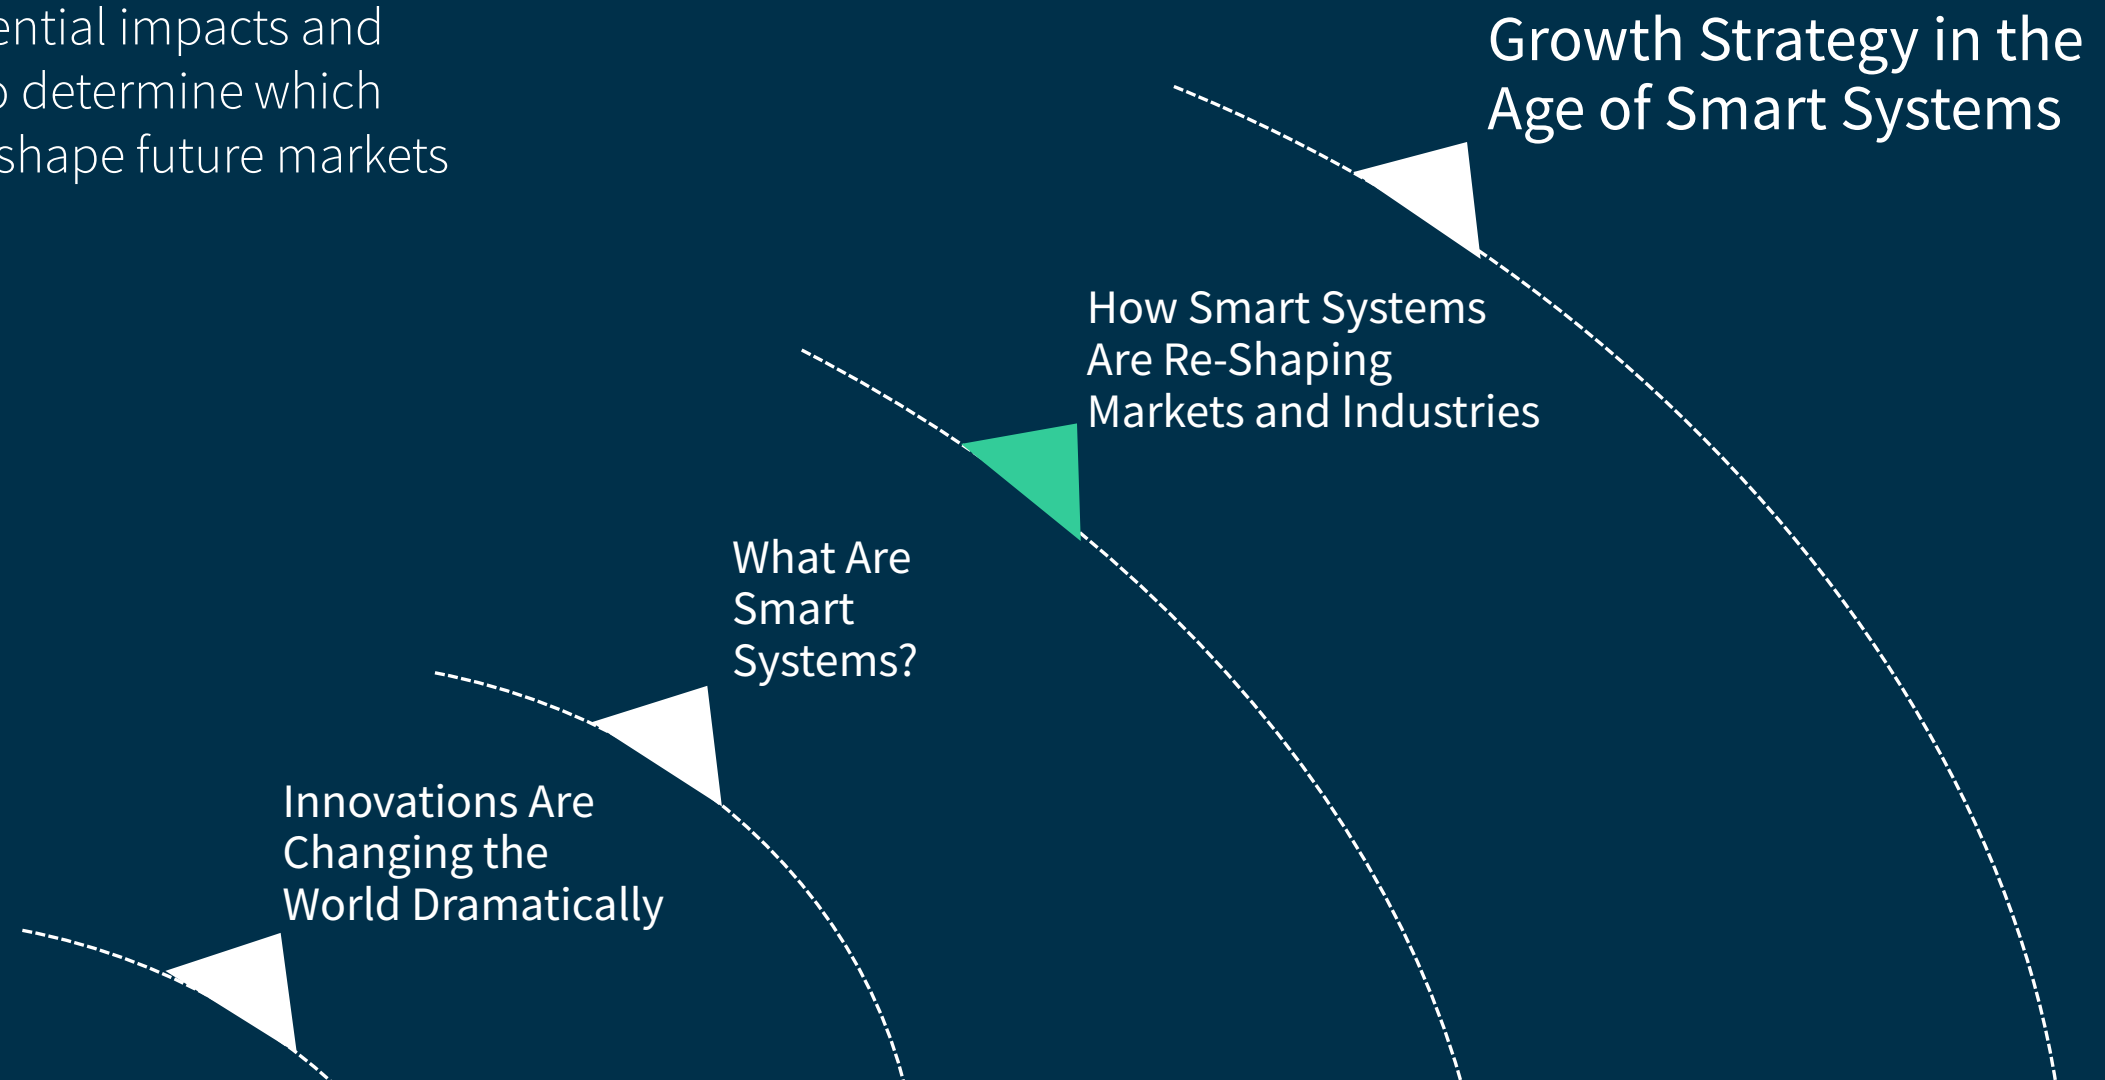 impacts and
determine which
shape future markets
Growth Strategy in the
Age of Smart Systems
How Smart Systems
Are Re-Shaping
Markets and Industries
What Are
Smart
Systems?
Innovations Are
Changing the
World Dramatically